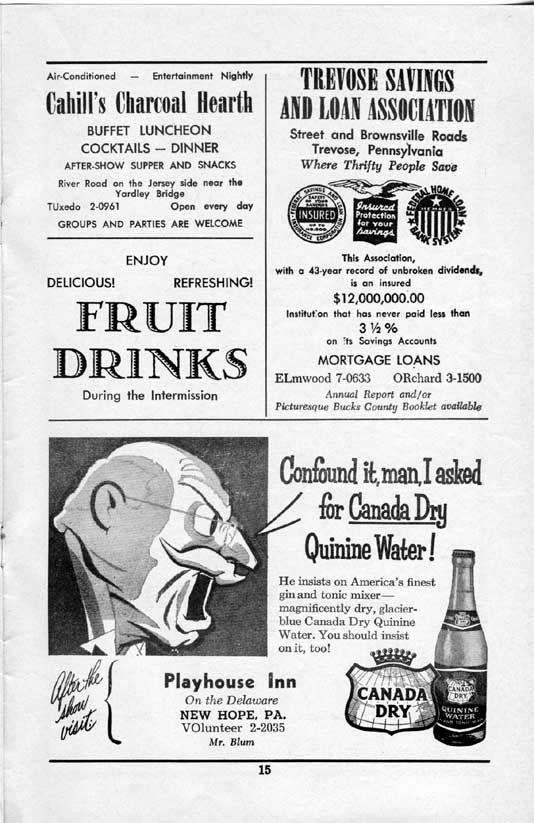 Air-Conditioned — Entertainment Nightly
Cahill's Charcoal Hearth
BUFFET LUNCHEON
COCKTAILS — DINNER
AFTER-SHOW SUPPER AND SNACKS
River Road on the Jersey side near the
Yardley Bridge
TUxedo 2-0961 Open every day
GROUPS AND PARTIES ARE WELCOME
ENJOY
DELICIOUS! REFRESHING!
FRUIT
DRINKS
During the Intermission
TREVOSE SAVINGS
AND LOAN ASSOCIATION
Street and Brownsville Roads
Trevose, Pennsylvania
Where Thrifty People Save
INSURED
Insured
Protection
for your
savings
FEDERAL HOME LOAN
BANK SYSTEM
This Association,
with a 43-year record of unbroken dividends,
is an insured
$12,000,000.00
Institution that has never paid less than
3 ½ %
on its Savings Accounts
MORTGAGE LOANS
ELmwood 7-0633 ORchard 3-1500
Annual Report and/or
Picturesque Bucks County Booklet available
Confound it, man, I asked
for Canada Dry
Quinine Water!
He insists on America's finest
gin and tonic mixer—
magnificently dry, glacier-
blue Canada Dry Quinine
Water. You should insist
on it, too!
CANADA
DRY
CANADA
DRY
QUININE
WATER
After the
show
visit
Playhouse Inn
On the Delaware
NEW HOPE, PA.
VOlunteer 2-2035
Mr. Blum
15